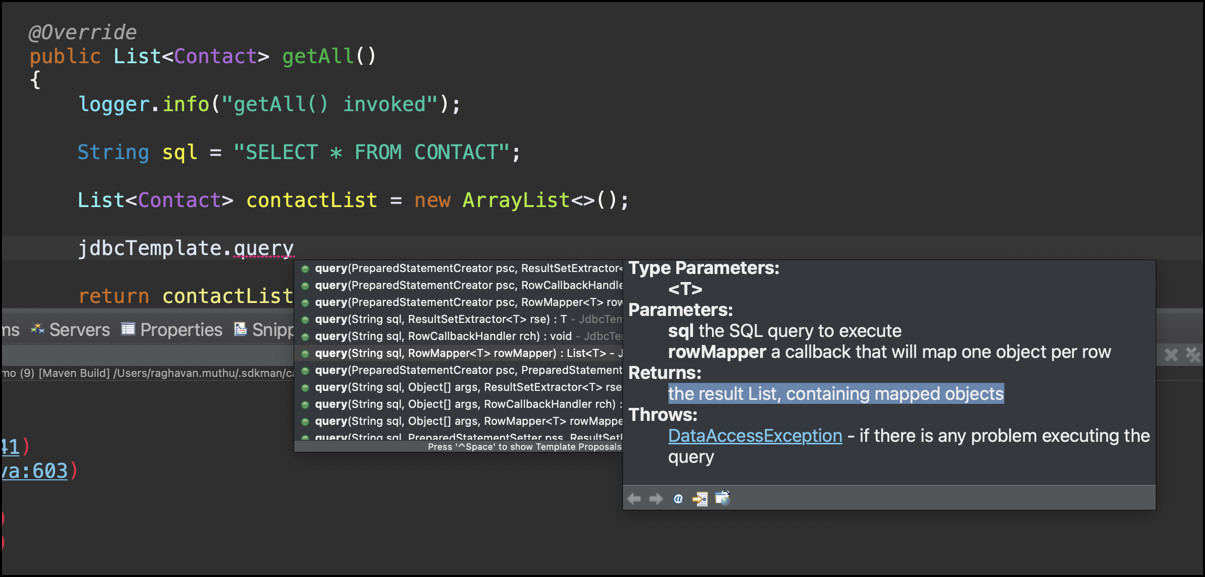 @Override
public List<Contact> getAll()
{
logger.info("getAll() invoked");
String sql = "SELECT * FROM CONTACT";
List<Contact> contactList = new ArrayList<>();
jdbcTemplate.query
return contactList
query(PreparedStatementCreator psc, ResultSetExtractor<
query(PreparedStatementCreator psc, RowCallbackHandle
query(PreparedStatementCreator psc, RowMapper<T> row
query(String sql, ResultSetExtractor<T> rse) : T - JdbcTem
query(String sql, RowCallbackHandler rch) : void - JdbcTe
query(String sql, RowMapper<T> rowMapper) : List<T> - J
query(String sql, PreparedStatementCreator
query(String sql, Object[] args, ResultSetExtractor<T> rse
query(String sql, Object[] args, RowCallbackHandler rch) :
query(String sql, Object[] args, RowMapper<T> rowMappe
query(String sql, PreparedStatementSetter pss, ResultSetE
Press '^Space' to show Template Proposals
Type Parameters:
<T>
Parameters:
sql the SQL query to execute
rowMapper a callback that will map one object per row
Returns:
the result List, containing mapped objects
Throws:
DataAccessException - if there is any problem executing the
query
@
ms Servers Properties Snipp
mo (9) [Maven Build] /Users/raghavan.muthu/.sdkman/ca
41)
va:603)
)
)